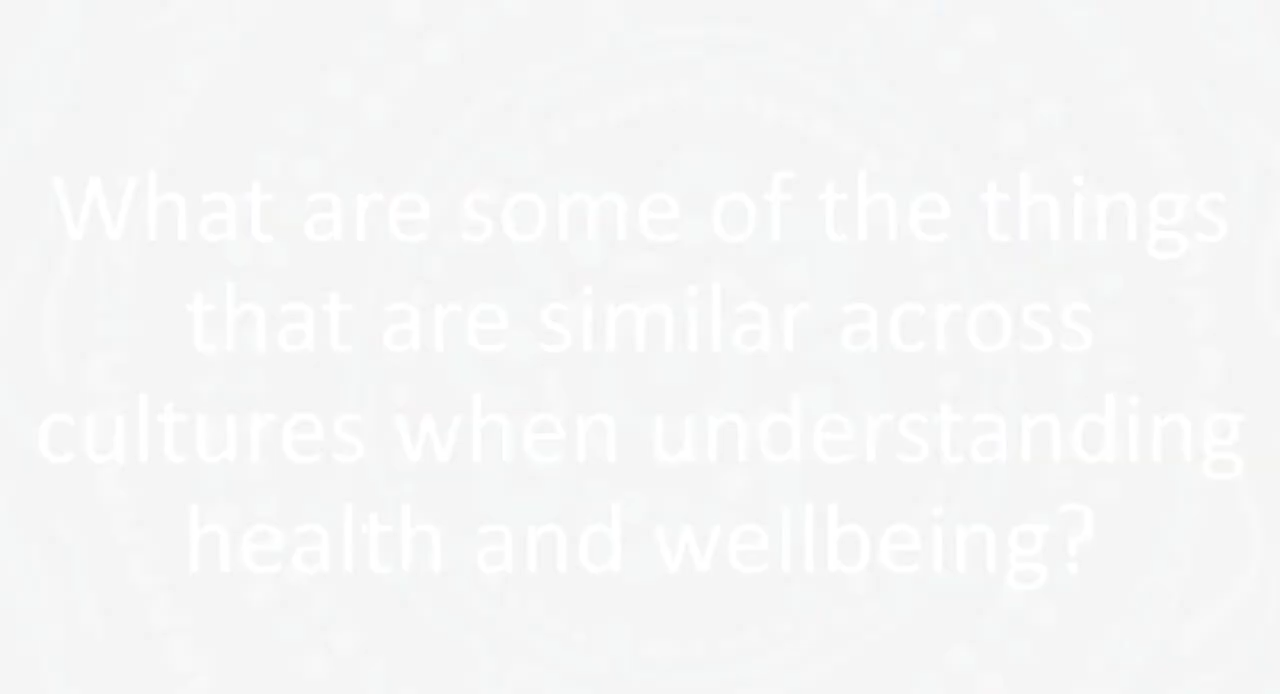 What are some of the things
that are similar across
cultures when understanding
health and wellbeing?